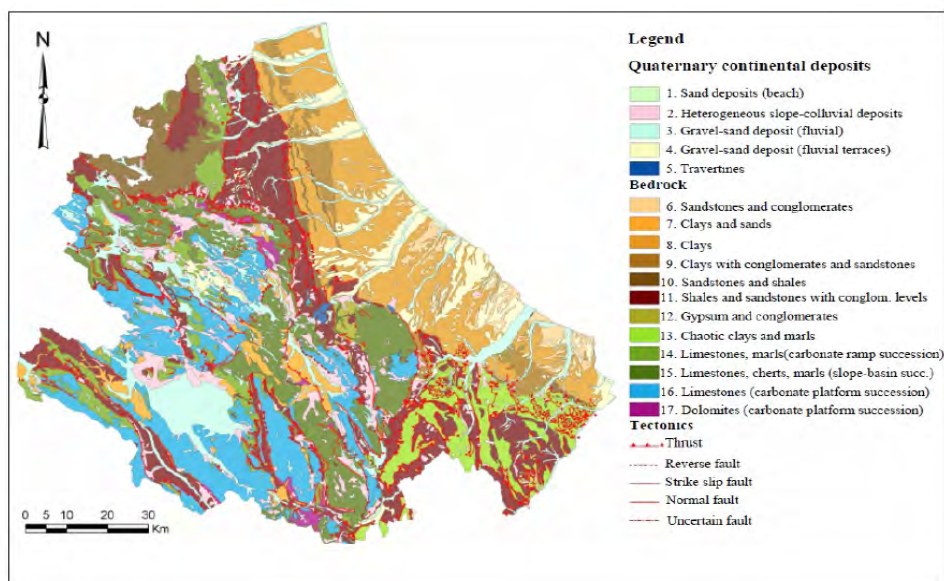 N
Legend
Quaternary continental deposits
1. Sand deposits (beach)
2. Heterogeneous slope-colluvial deposits
3. Gravel-sand deposit (fluvial)
4. Gravel-sand deposit (fluvial terraces)
5. Travertines
Bedrock
6. Sandstones and conglomerates
7. Clays and sands
8. Clays
9. Clays with conglomerates and sandstones
10. Sandstones and shales
11. Shales and sandstones with conglom. levels
12. Gypsum and conglomerates
13. Chaotic clays and marls
14. Limestones, marls(carbonate ramp succession)
15. Limestones, cherts, marls (slope-basin succ.)
16. Limestones (carbonate platform succession)
17. Dolomites (carbonate platform succession)
Tectonics
Thrust
Reverse fault
Strike slip fault
Normal fault
Uncertain fault
0 5 10 20 30
Km